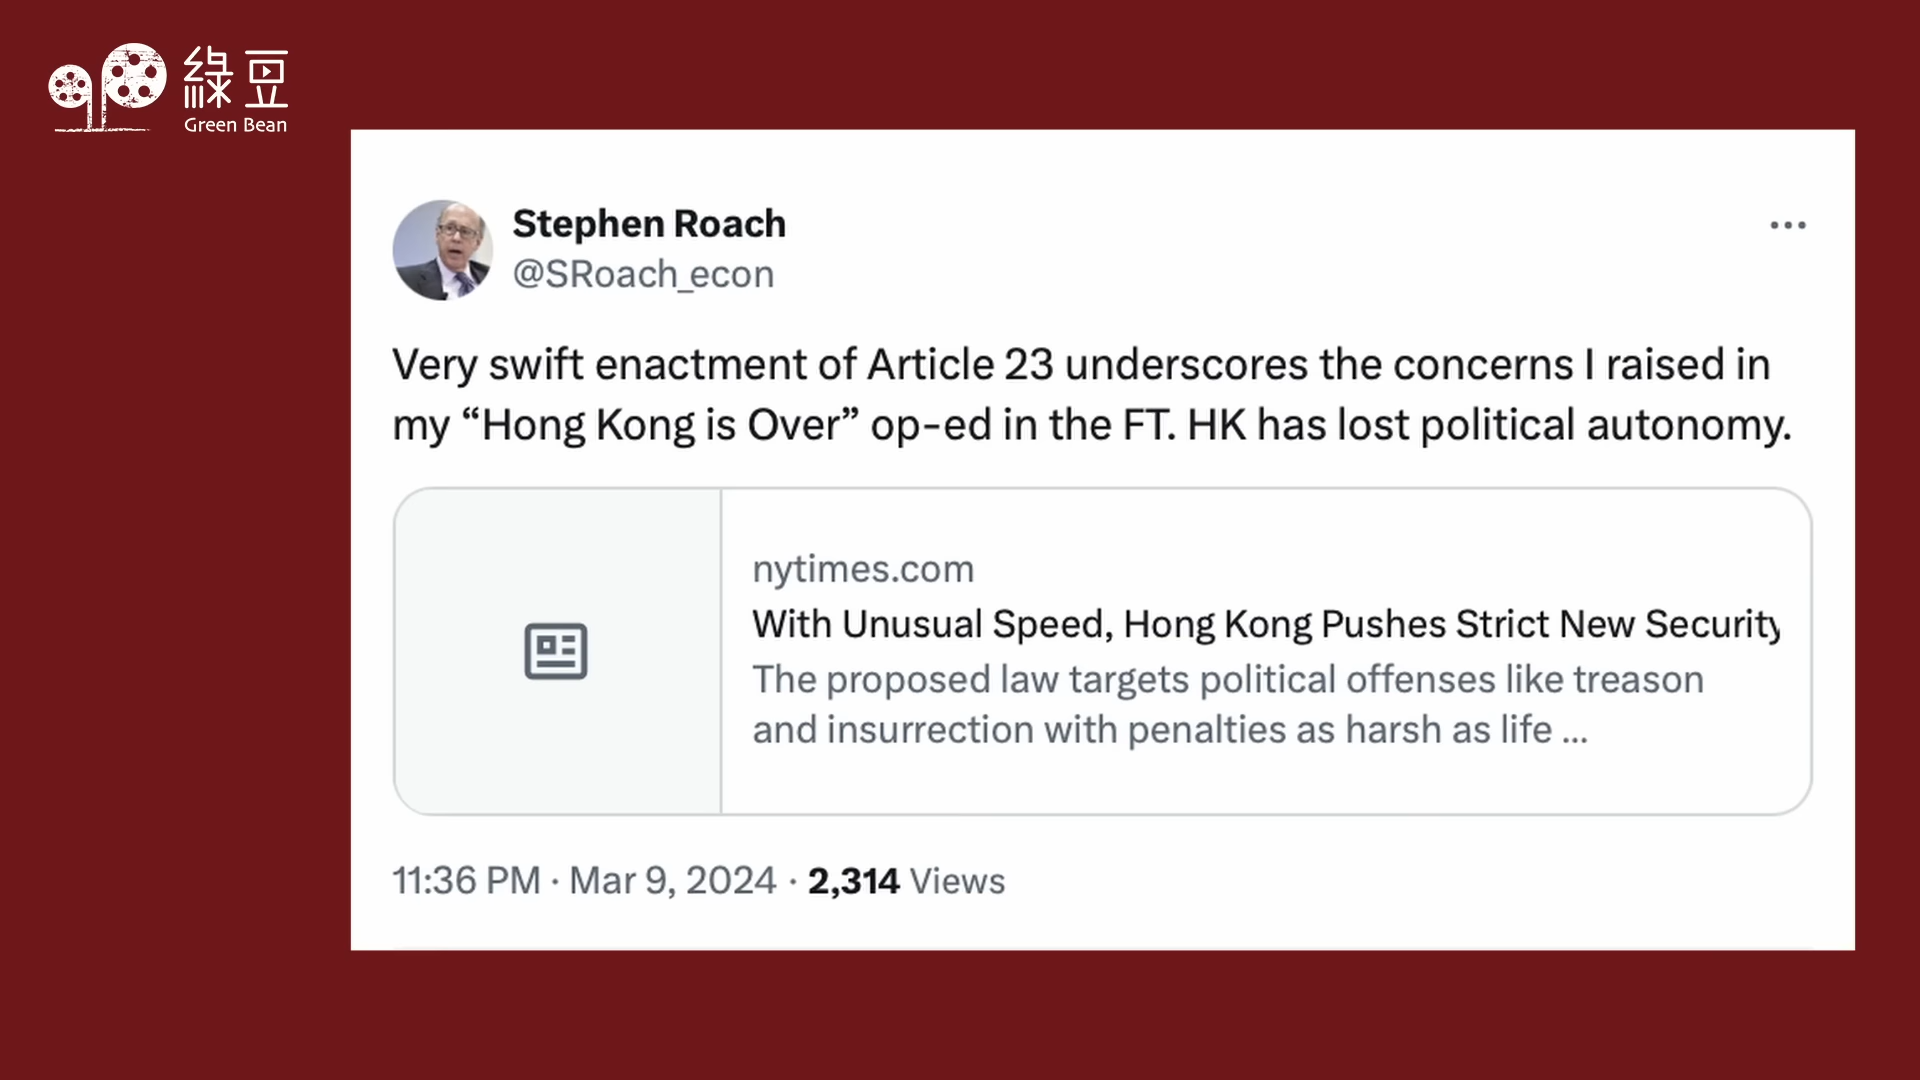 綠豆
Green Bean
Stephen Roach
@SRoach_econ
Very swift enactment of Article 23 underscores the concerns I raised in
my “Hong Kong is Over” op-ed in the FT. HK has lost political autonomy.
nytimes.com
With Unusual Speed, Hong Kong Pushes Strict New Security
The proposed law targets political offenses like treason
and insurrection with penalties as harsh as life ...
11:36 PM · Mar 9, 2024 · 2,314 Views